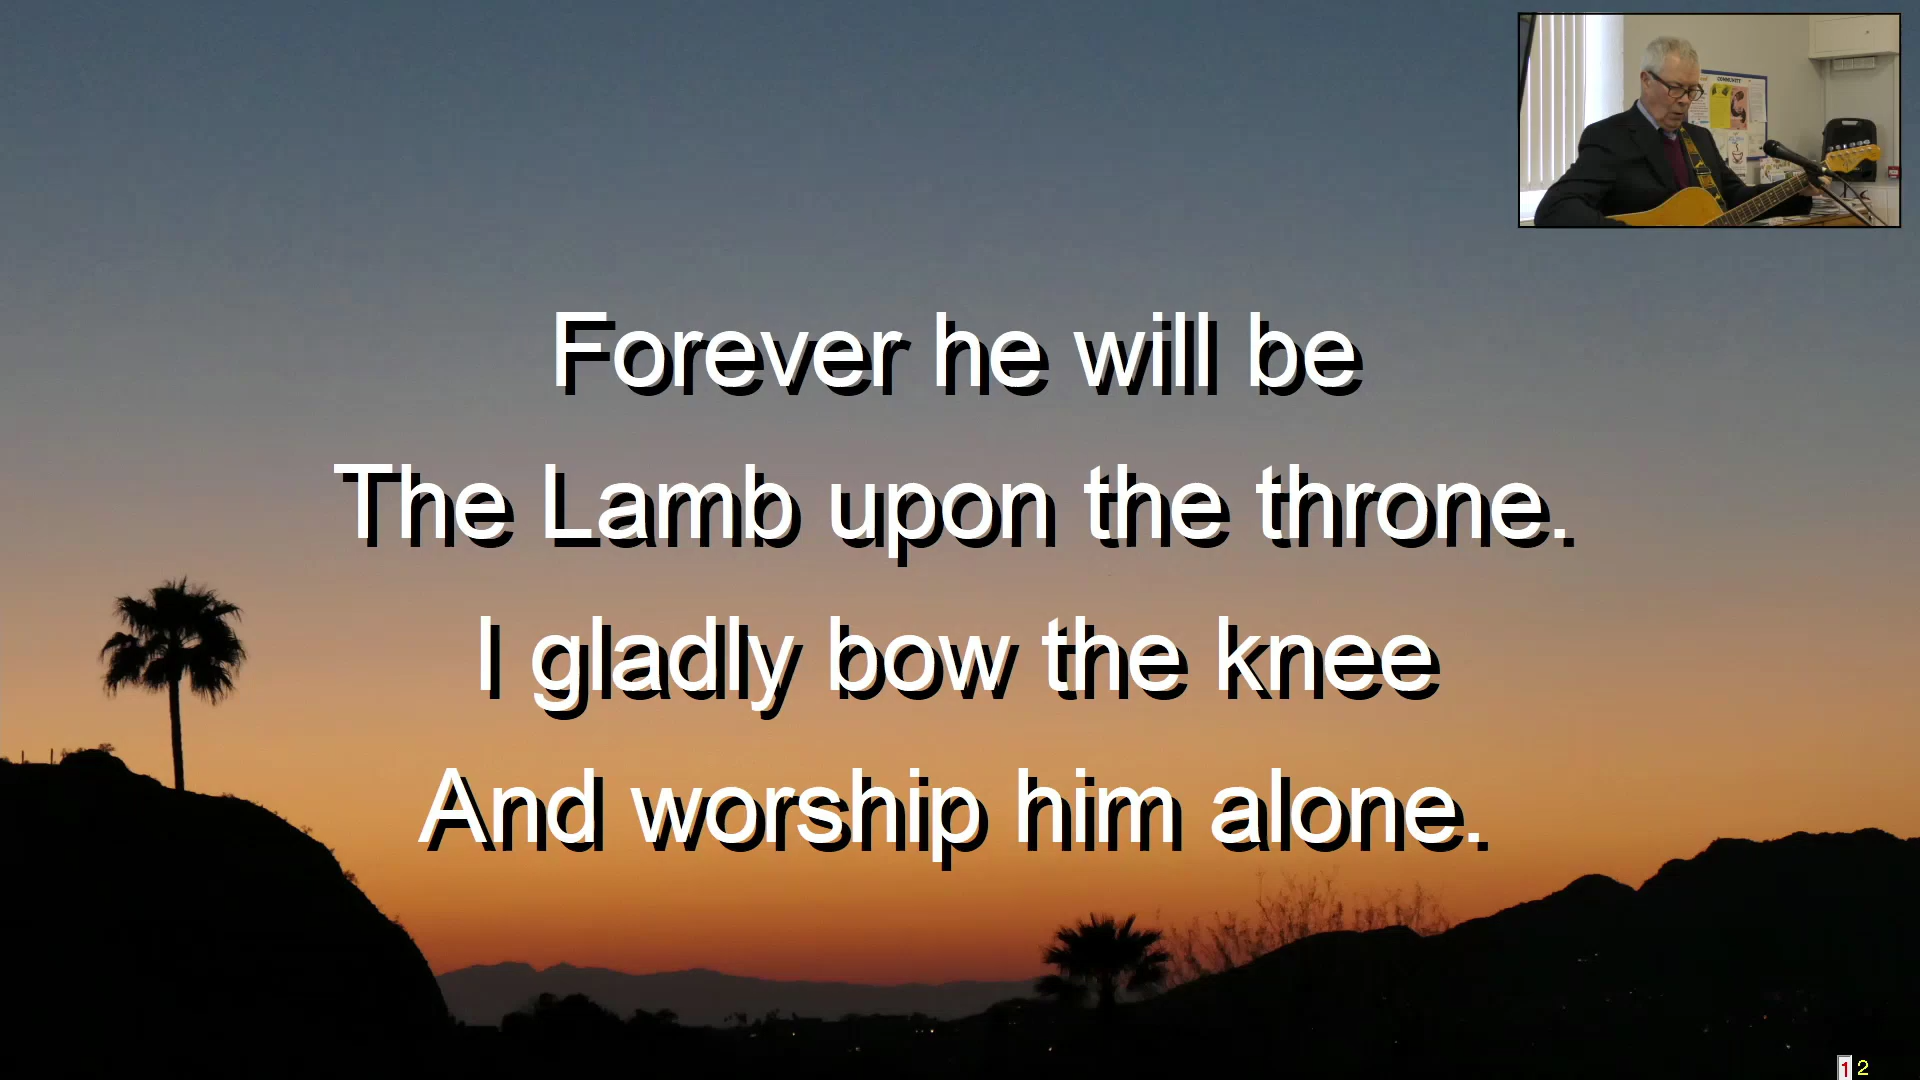 COMMUNITY
Forever he will be
The Lamb upon the throne.
I gladly bow the knee
And worship him alone.
1 2